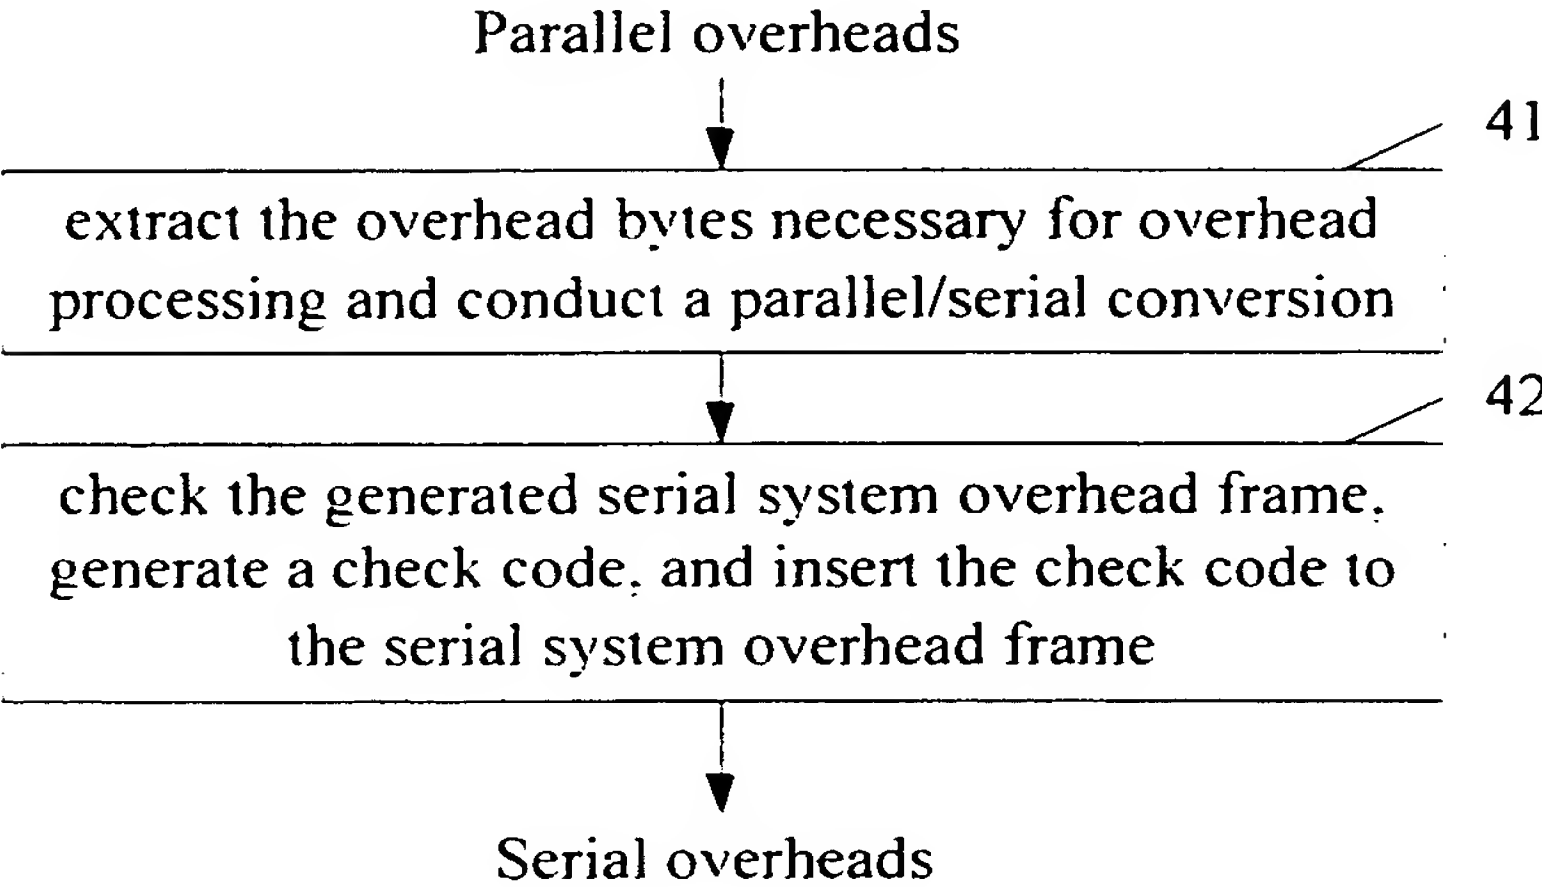 Parallel overheads
41
extract the overhead bytes necessary for overhead
processing and conduct a parallel/serial conversion
42
check the generated serial system overhead frame,
generate a check code, and insert the check code to
the serial system overhead frame
Serial overheads